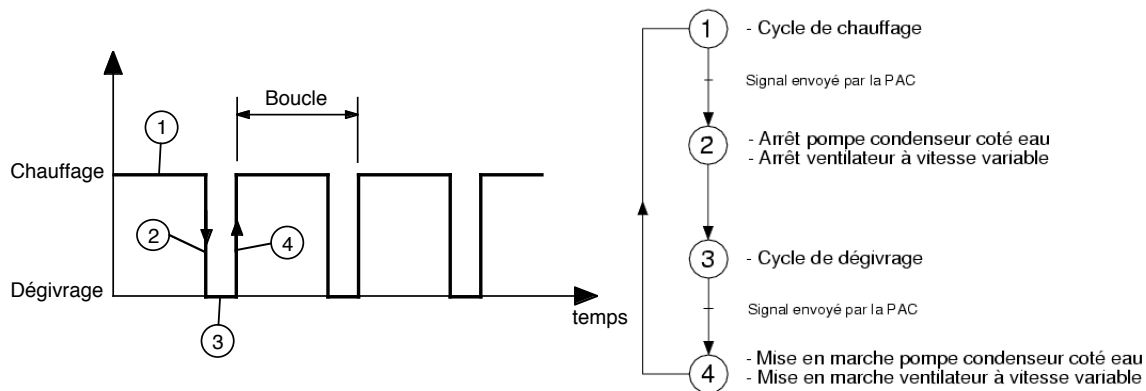 Boucle
1
Chauffage
2
4
Dégivrage
temps
3
1
- Cycle de chauffage
Signal envoyé par la PAC
2
- Arrêt pompe condenseur coté eau
- Arrêt ventilateur à vitesse variable
3
- Cycle de dégivrage
Signal envoyé par la PAC
4
- Mise en marche pompe condenseur coté eau
- Mise en marche ventilateur à vitesse variable